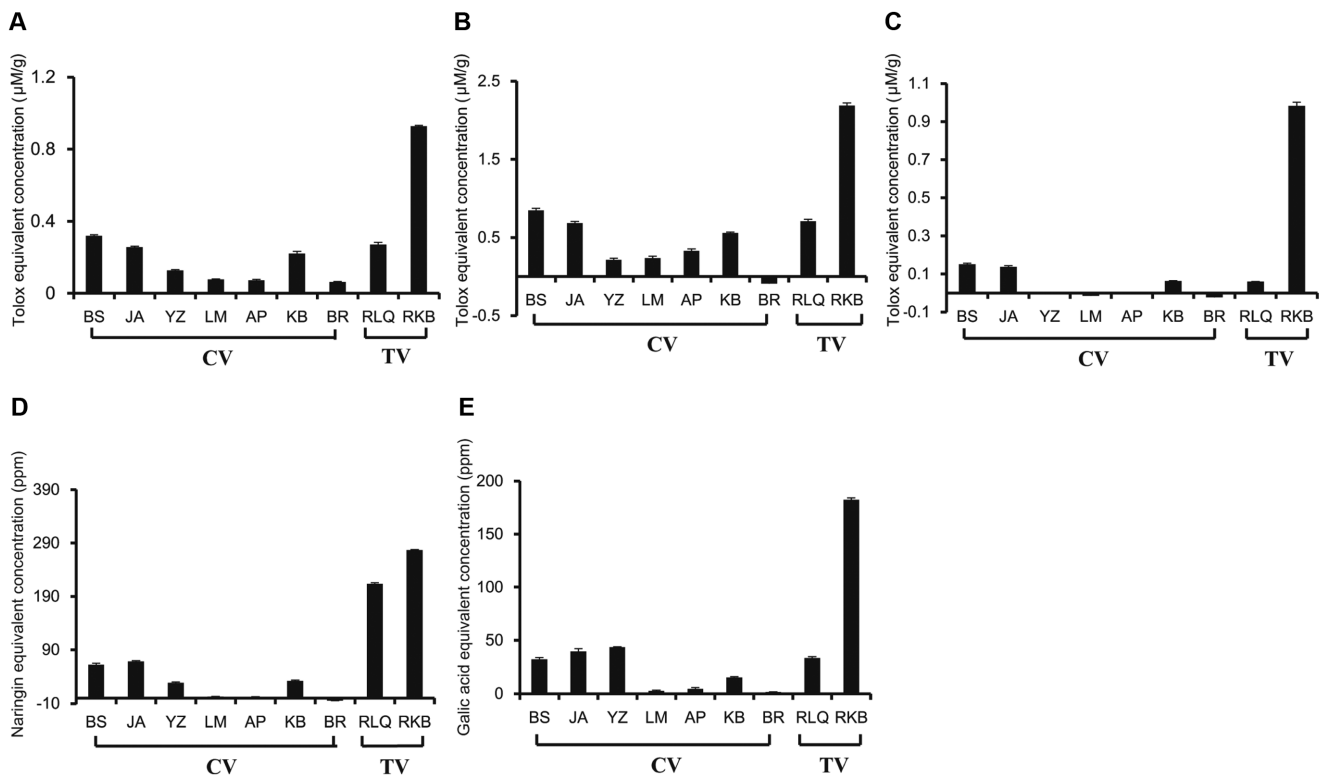 A
Tolox equivalent concentration (µM/g)
1.2
0.8
0.4
0
BS JA YZ LM AP KB BR RLQ RKB
CV TV
B
Tolox equivalent concentration (µM/g)
2.5
1.5
0.5
-0.5
BS JA YZ LM AP KB BR RLQ RKB
CV TV
C
Tolox equivalent concentration (µM/g)
1.1
0.9
0.7
0.5
0.3
0.1
-0.1
BS JA YZ LM AP KB BR RLQ RKB
CV TV
D
Naringin equivalent concentration (ppm)
390
290
190
90
-10
BS JA YZ LM AP KB BR RLQ RKB
CV TV
E
Galic acid equivalent concentration (ppm)
200
150
100
50
0
BS JA YZ LM AP KB BR RLQ RKB
CV TV